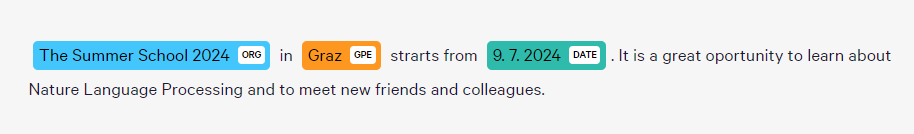 The Summer School 2024 ORG in Graz GPE strarts from 9. 7. 2024 DATE . It is a great oportunity to learn about
Nature Language Processing and to meet new friends and colleagues.